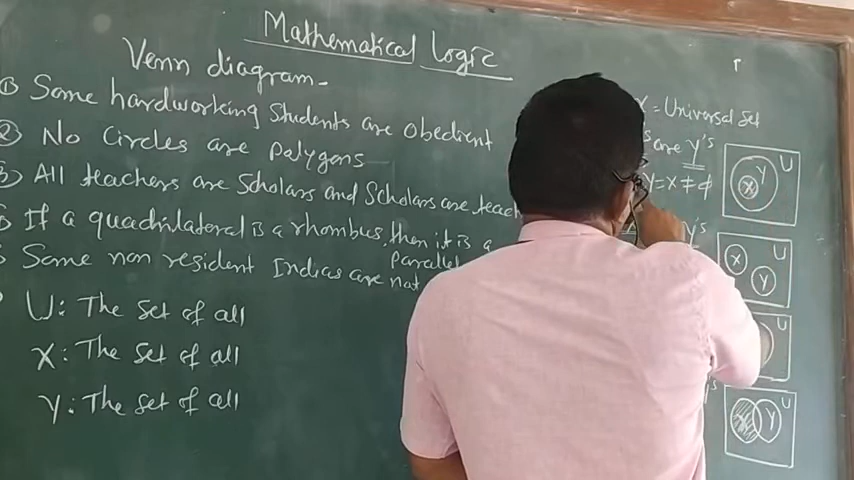 Mathematical Logic
Venn diagram-
① Some hardworking Students are obedient
② No Circles are Polygons
③ All teachers are Scholars and Scholars are teach
If a quadrilateral is a rhombus, then it is a
Parallel
Some non resident Indias are not
U: The Set of all
X: The Set of all
Y: The Set of all
= Universal Set
are Y's
Y = X ≠ ϕ
Y's
U
X
Y
U
X
Y
U
U
Y